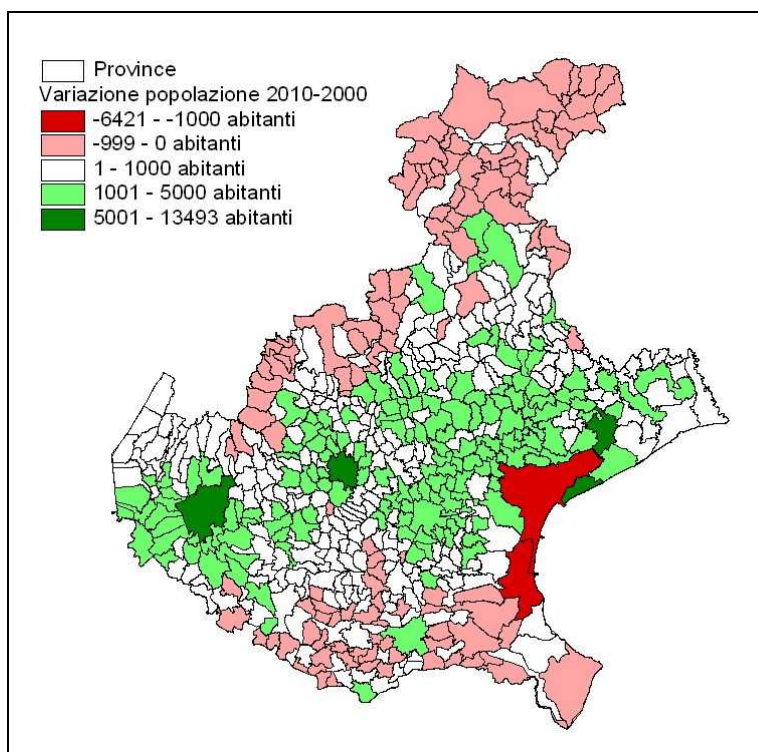 Province
Variazione popolazione 2010-2000
-6421 - -1000 abitanti
-999 - 0 abitanti
1 - 1000 abitanti
1001 - 5000 abitanti
5001 - 13493 abitanti